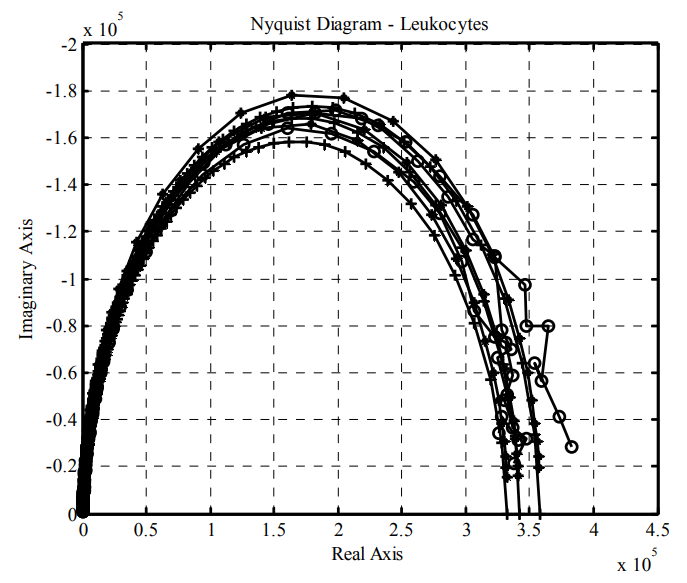 Nyquist Diagram - Leukocytes
x 10^5
-2
-1.8
-1.6
-1.4
-1.2
-1
-0.8
-0.6
-0.4
-0.2
0
Imaginary Axis
0 0.5 1 1.5 2 2.5 3 3.5 4 4.5
Real Axis
x 10^5